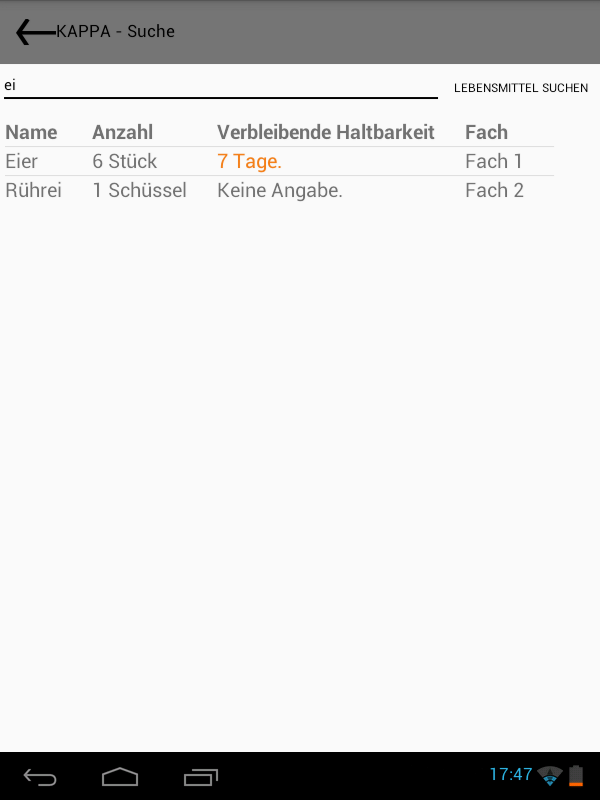 KAPPA - Suche
ei LEBENSMITTEL SUCHEN
Name Anzahl Verbleibende Haltbarkeit Fach
Eier 6 Stück 7 Tage. Fach 1
Rührei 1 Schüssel Keine Angabe. Fach 2
17:47